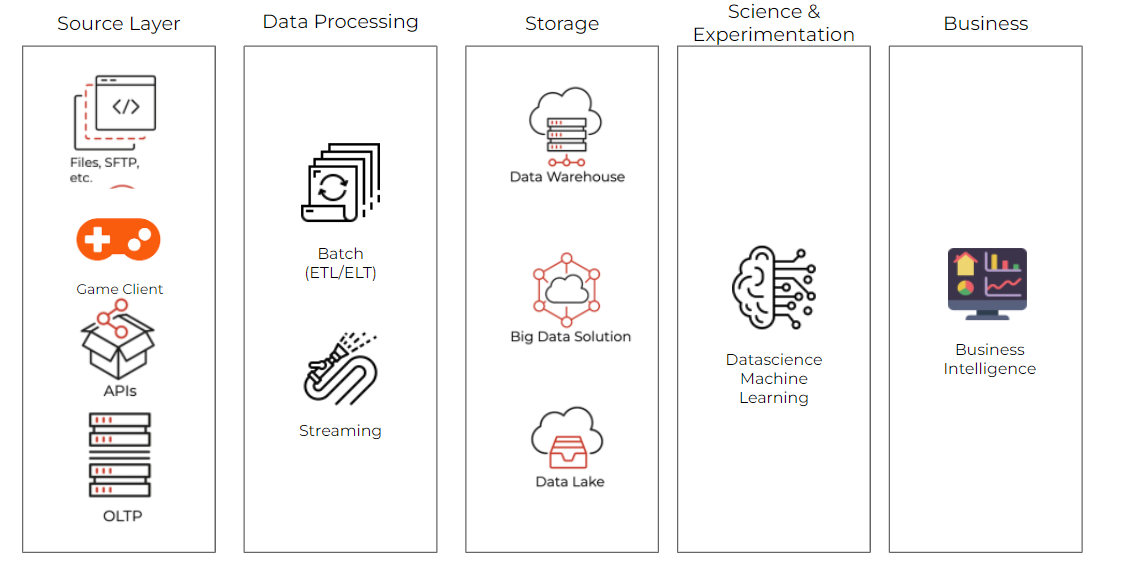 Source Layer
Data Processing
Storage
Science &
Experimentation
Business
</>
Files, SFTP,
etc.
Game Client
APIs
OLTP
Batch
(ETL/ELT)
Streaming
Data Warehouse
Big Data Solution
Data Lake
Datascience
Machine
Learning
Business
Intelligence